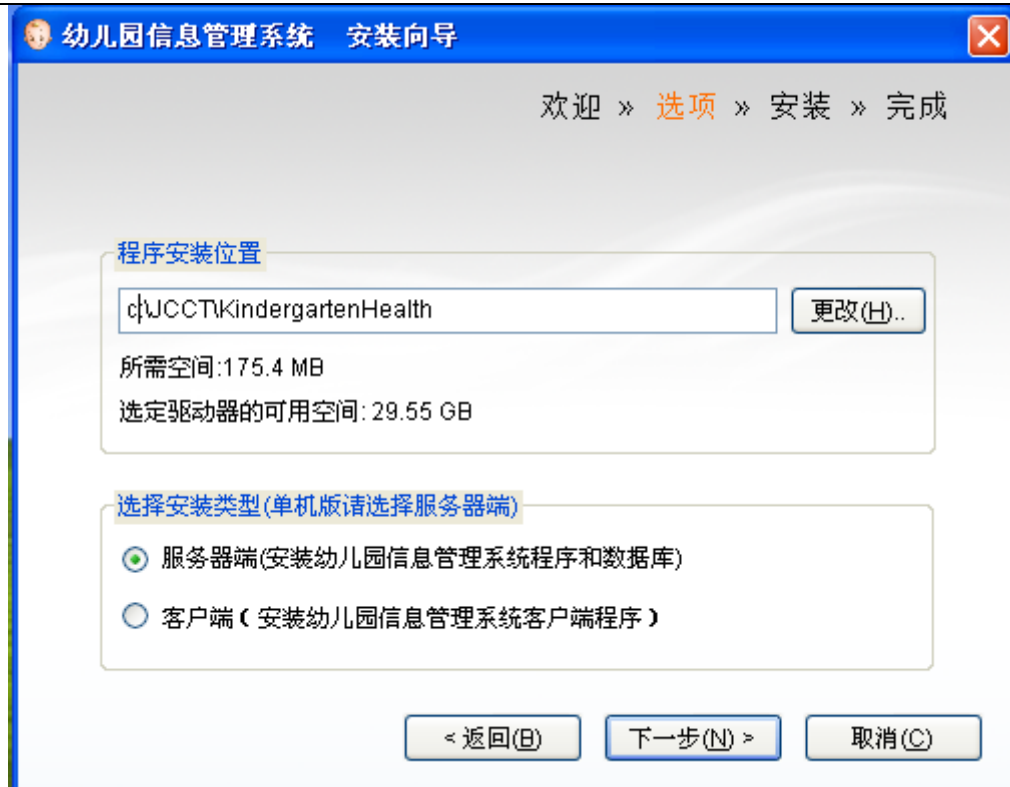 幼儿园信息管理系统 安装向导
欢迎 » 选项 » 安装 » 完成
程序安装位置
c:\JCCT\KindergartenHealth
更改(H)..
所需空间:175.4 MB
选定驱动器的可用空间: 29.55 GB
选择安装类型(单机版请选择服务器端)
服务器端(安装幼儿园信息管理系统程序和数据库)
客户端（安装幼儿园信息管理系统客户端程序）
< 返回(B)
下一步(N) >
取消(C)